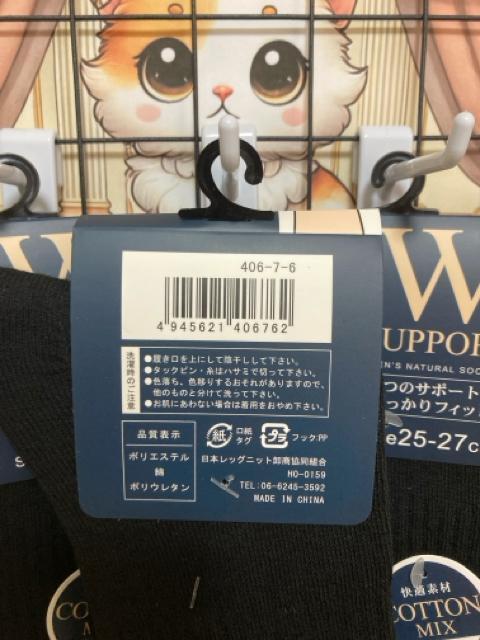 406-7-6
4 945621 406762
洗濯時のご注意
●履き口を上にして陰干しして下さい。
●タックピン・糸はハサミで切って下さい。
●色落ち、色移りするおそれがありますので、
他のものと分けて洗って下さい。
●お肌にあわない場合は着用をおやめ下さい。
品質表示
ポリエステル
綿
ポリウレタン
紙
口紙
タグ
プラ
フック:PP
日本レッグニット卸商協同組合
HO-0159
TEL:06-6245-3592
MADE IN CHINA
W
UPPOR
N'S NATURAL SOC
つのサポート
っかりフィッ
e25-27c
快適素材
COTTON
MIX